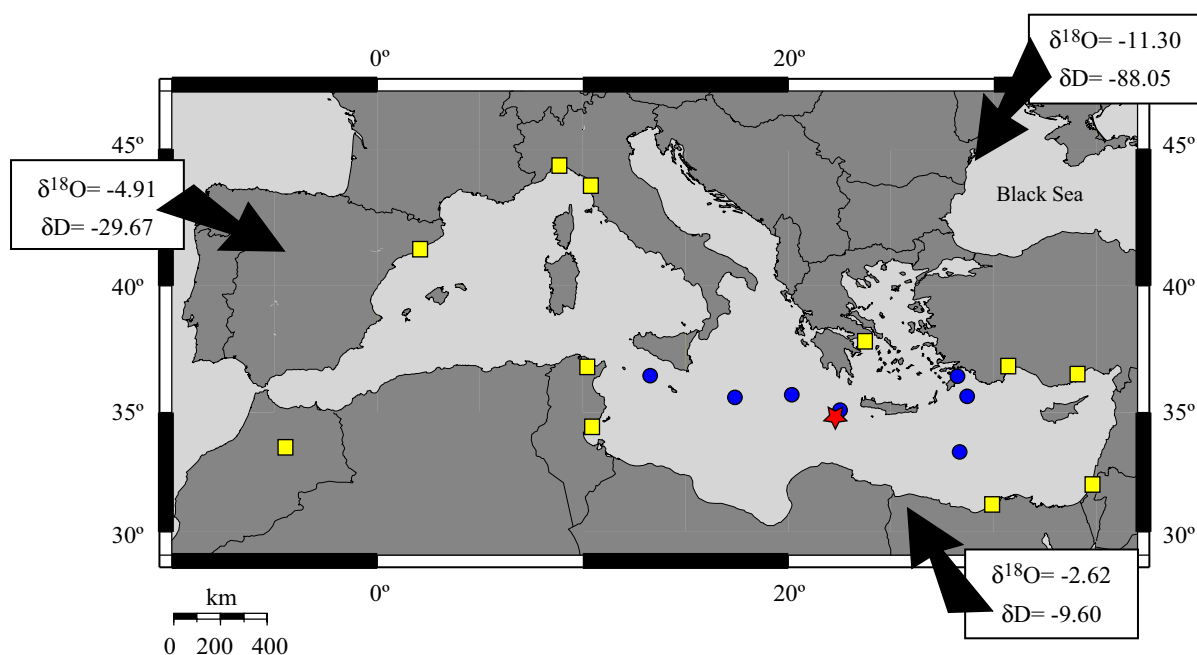 0º 20º
δ¹⁸O= -11.30
δD= -88.05
45º 45º
δ¹⁸O= -4.91
δD= -29.67
Black Sea
40º 40º
35º 35º
30º 30º
δ¹⁸O= -2.62
δD= -9.60
0º 20º
km
0 200 400